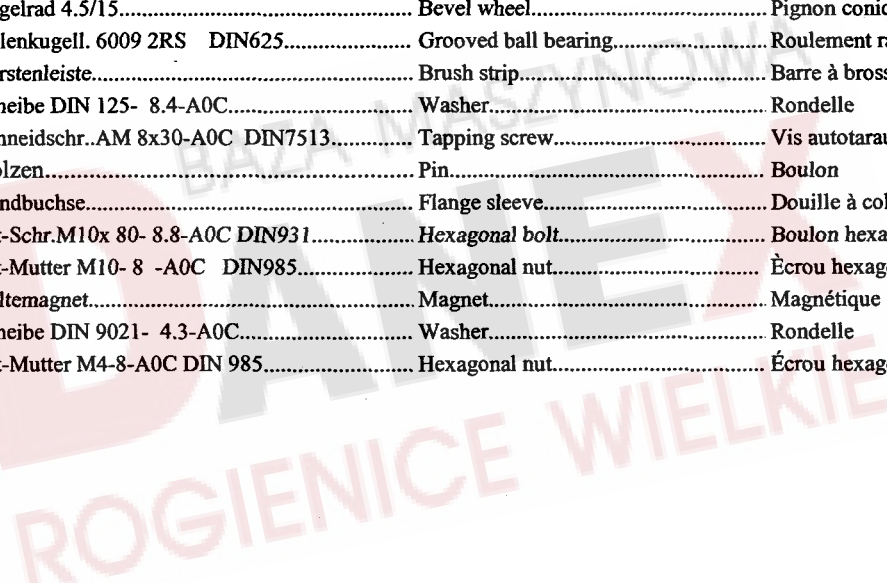 gelrad 4.5/15.......... Bevel wheel.......... Pignon conic
lenkugell. 6009 2RS DIN625.......... Grooved ball bearing.......... Roulement ra
rstenleiste.......... Brush strip.......... Barre à bross
heibe DIN 125- 8.4-A0C.......... Washer.......... Rondelle
hneidschr..AM 8x30-A0C DIN7513.......... Tapping screw.......... Vis autotarau
olzen.......... Pin.......... Boulon
ndbuchse.......... Flange sleeve.......... Douille à col
t-Schr.M10x 80- 8.8-A0C DIN931.......... Hexagonal bolt.......... Boulon hexa
t-Mutter M10- 8 -A0C DIN985.......... Hexagonal nut.......... Ècrou hexag
ltemagnet.......... Magnet.......... Magnétique
heibe DIN 9021- 4.3-A0C.......... Washer.......... Rondelle
t-Mutter M4-8-A0C DIN 985.......... Hexagonal nut.......... Écrou hexag
BAZA MASZYNOWA
DANEX
ROGIENICE WIELKIE